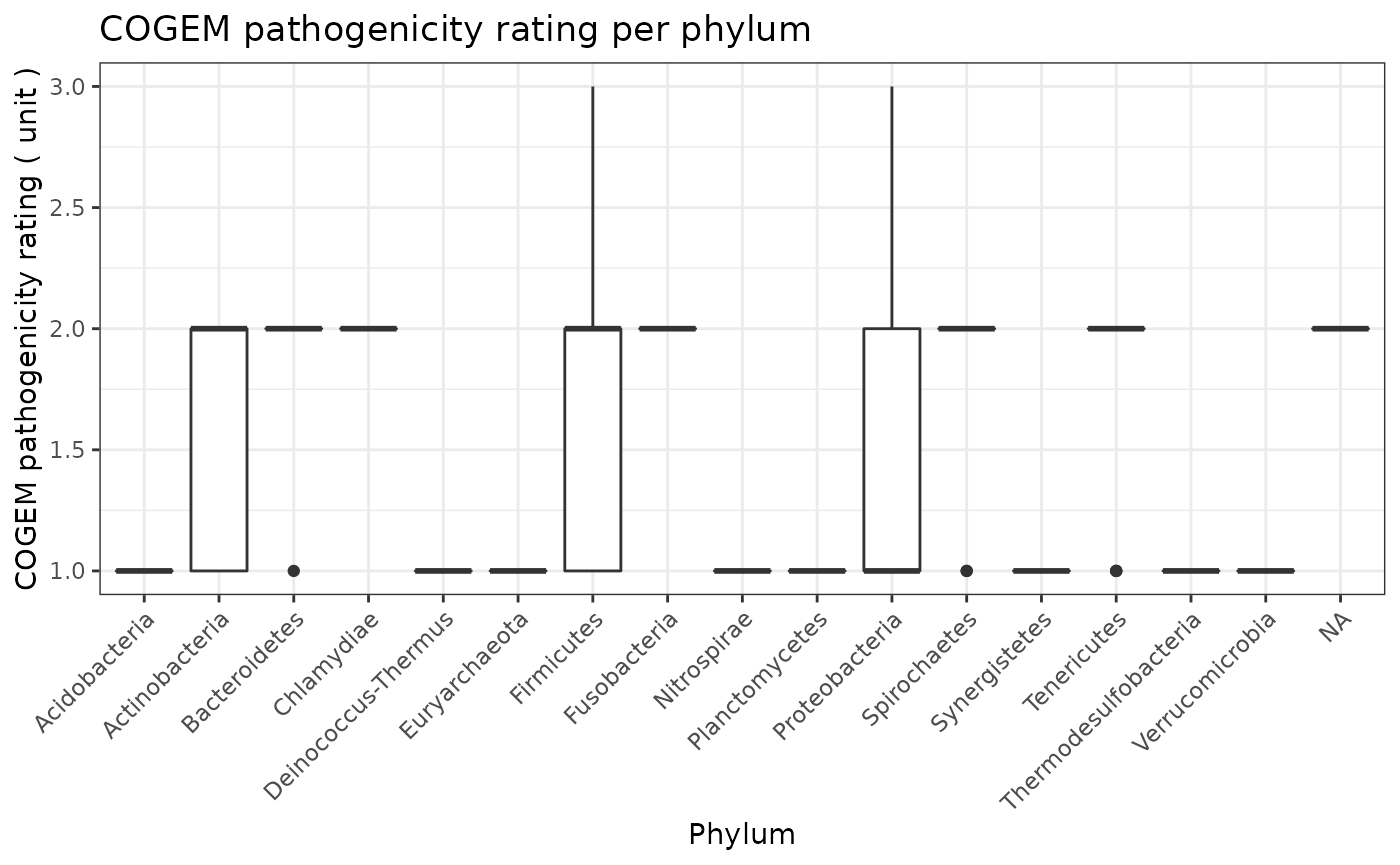 COGEM pathogenicity rating per phylum
COGEM pathogenicity rating ( unit )
3.0
2.5
2.0
1.5
1.0
Acidobacteria
Actinobacteria
Bacteroidetes
Chlamydiae
Deinococcus-Thermus
Euryarchaeota
Firmicutes
Fusobacteria
Nitrospirae
Planctomycetes
Proteobacteria
Spirochaetes
Synergistetes
Tenericutes
Thermodesulfobacteria
Verrucomicrobia
NA
Phylum